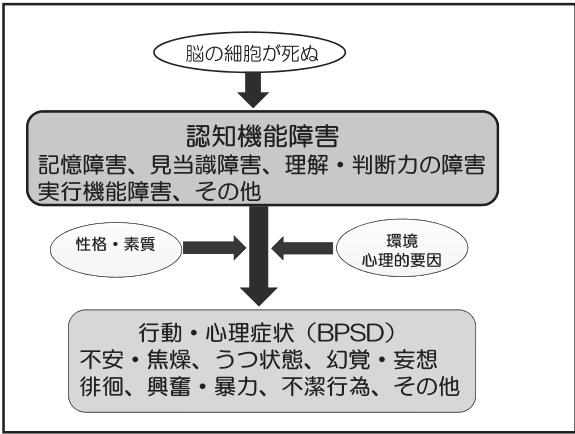 脳の細胞が死ぬ
認知機能障害
記憶障害、見当識障害、理解・判断力の障害
実行機能障害、その他
性格・素質
環境
心理的要因
行動・心理症状（BPSD）
不安・焦燥、うつ状態、幻覚・妄想
徘徊、興奮・暴力、不潔行為、その他